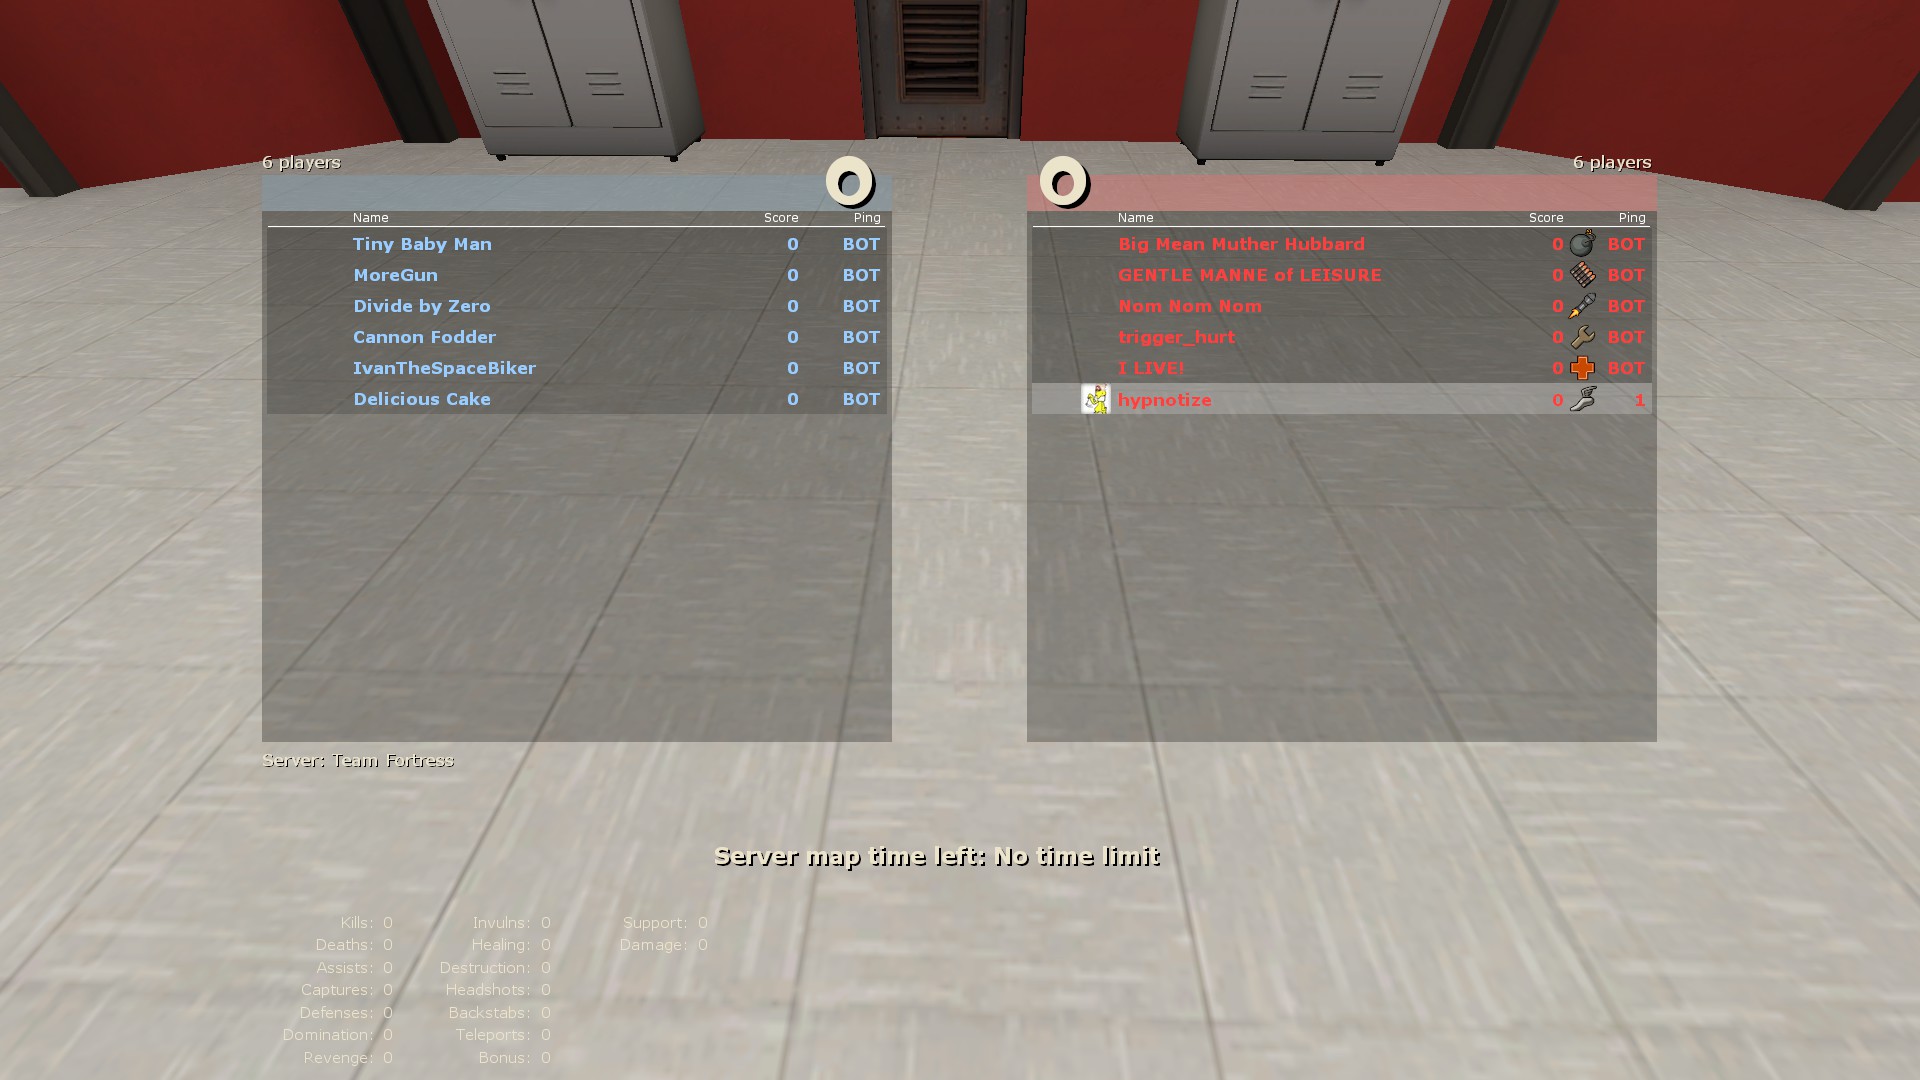 6 players
0
Name Score Ping
Tiny Baby Man 0 BOT
MoreGun 0 BOT
Divide by Zero 0 BOT
Cannon Fodder 0 BOT
IvanTheSpaceBiker 0 BOT
Delicious Cake 0 BOT
6 players
0
Name Score Ping
Big Mean Muther Hubbard 0 BOT
GENTLE MANNE of LEISURE 0 BOT
Nom Nom Nom 0 BOT
trigger_hurt 0 BOT
I LIVE! 0 BOT
hypnotize 0 1
Server: Team Fortress
Server map time left: No time limit
Kills: 0 Invulns: 0 Support: 0
Deaths: 0 Healing: 0 Damage: 0
Assists: 0 Destruction: 0
Captures: 0 Headshots: 0
Defenses: 0 Backstabs: 0
Domination: 0 Teleports: 0
Revenge: 0 Bonus: 0